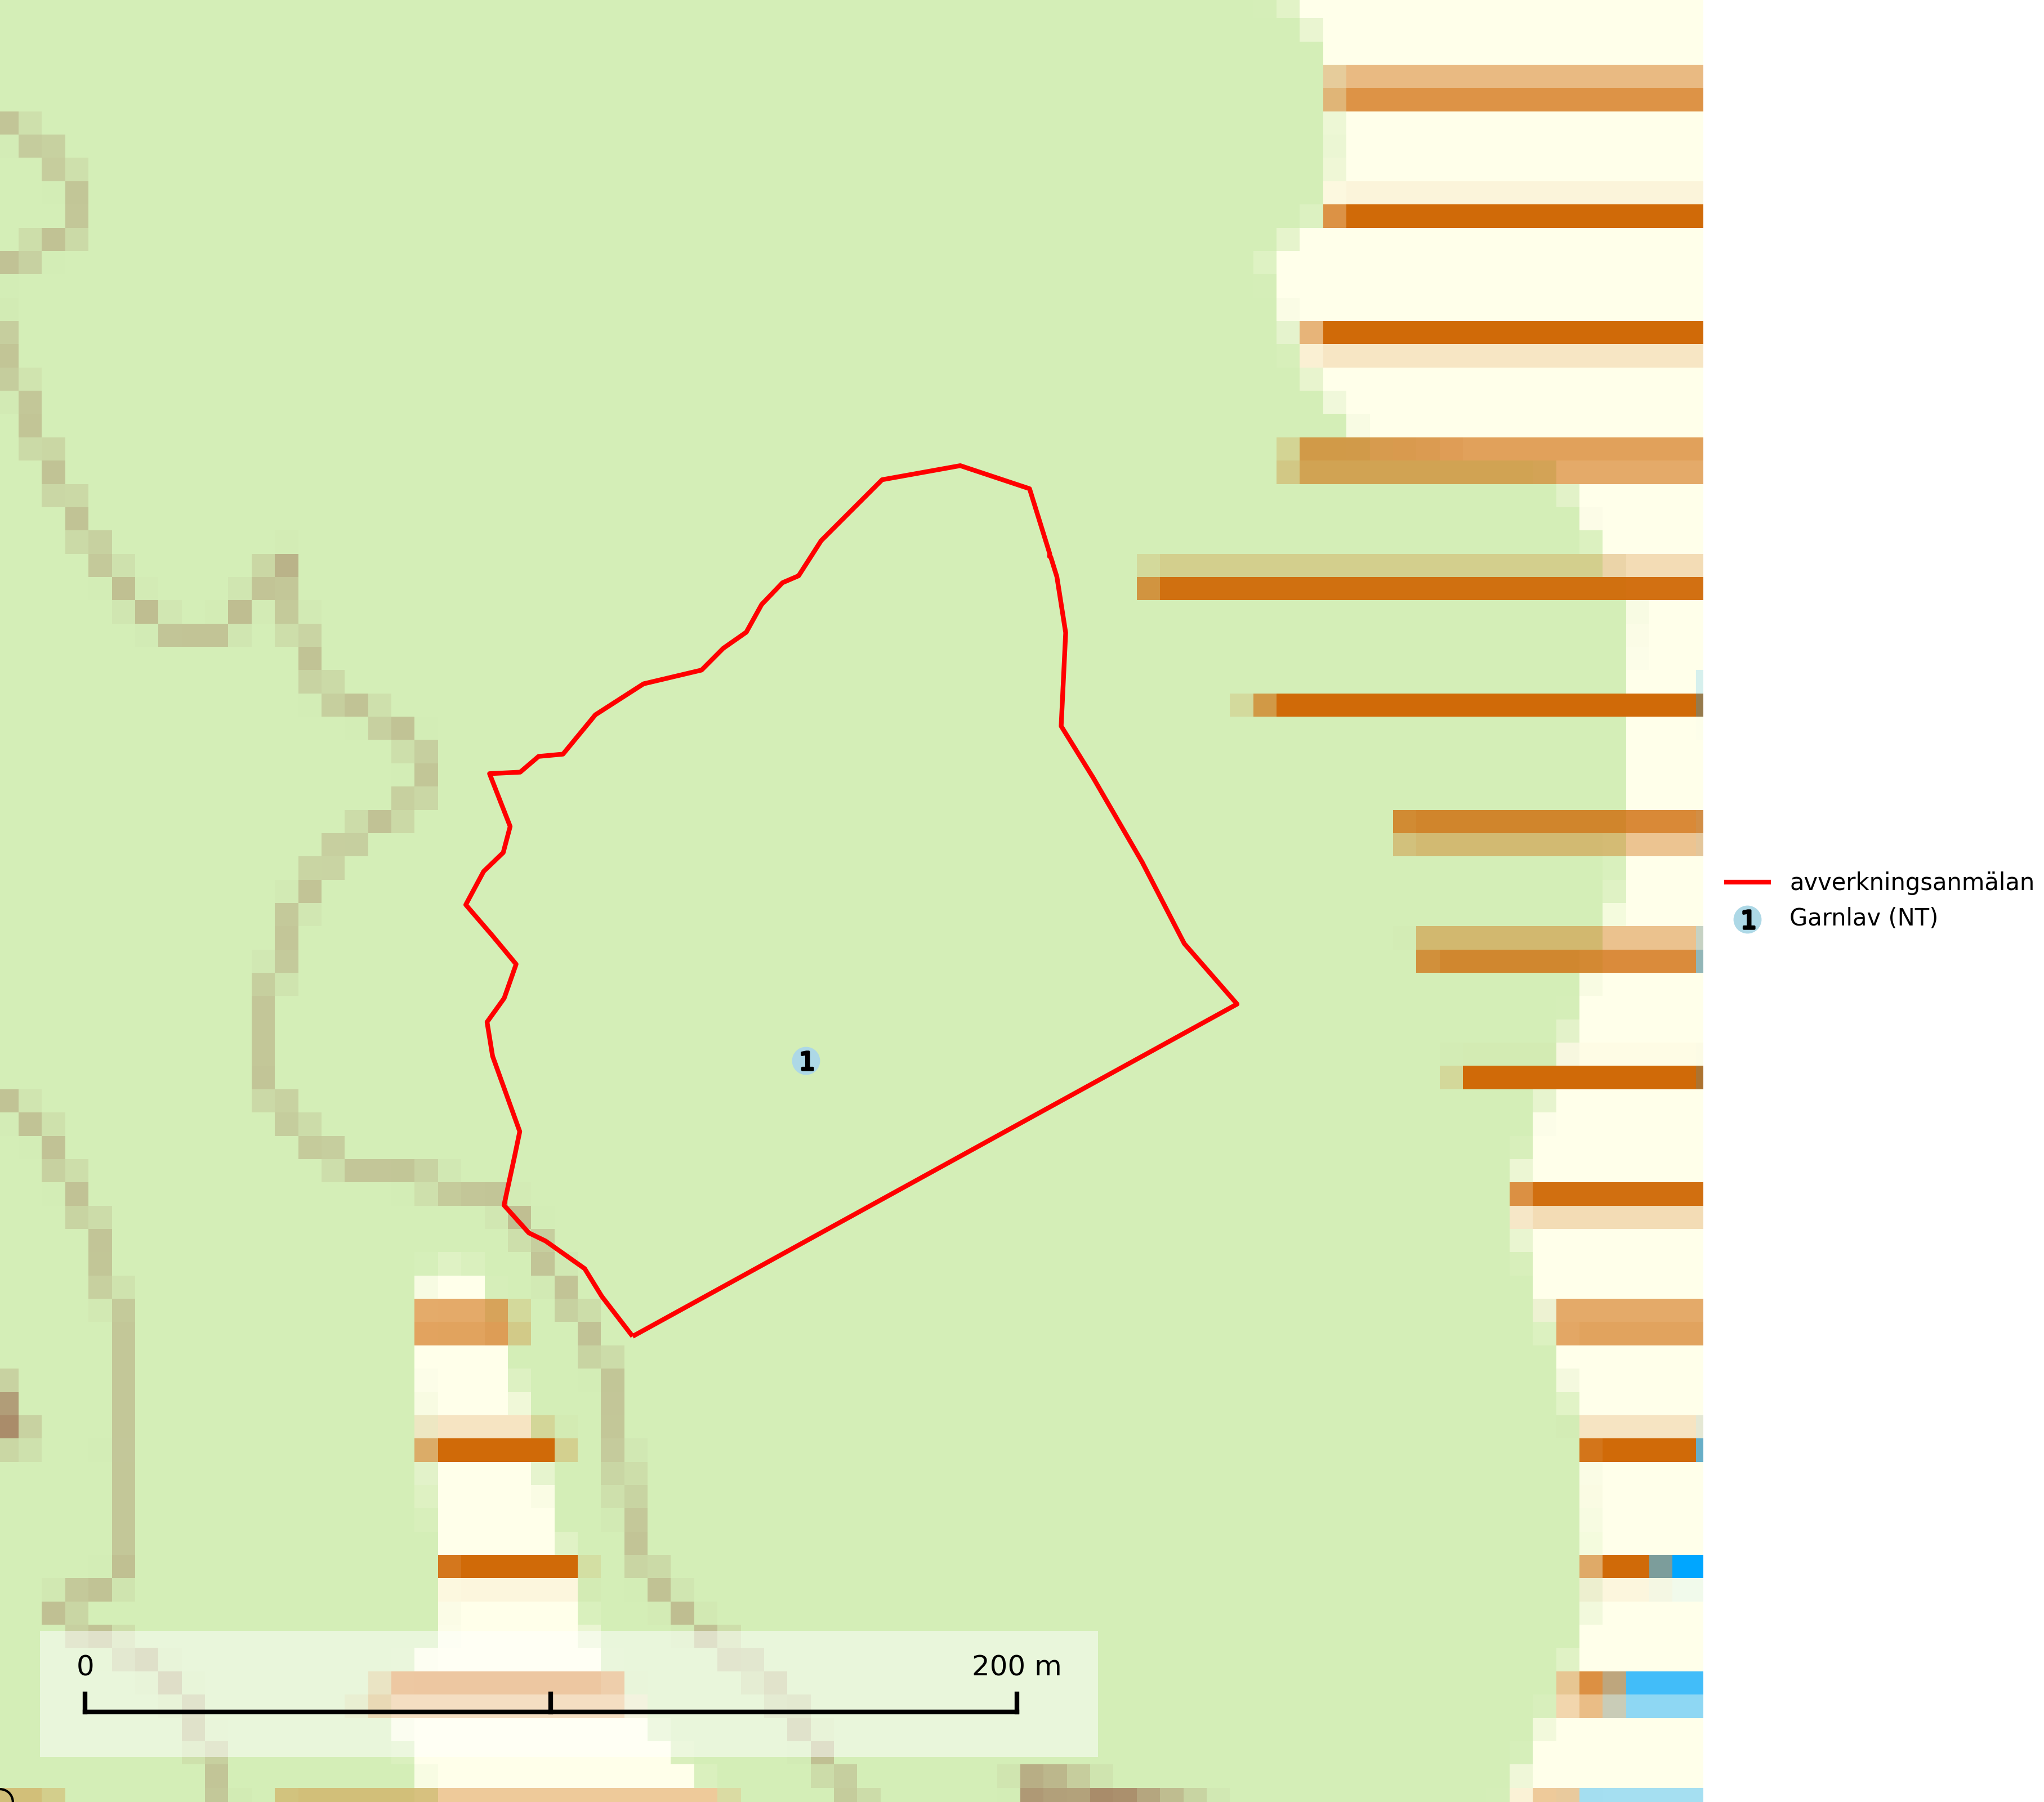 avverkningsanmälan
1 Garnlav (NT)
1
0 200 m